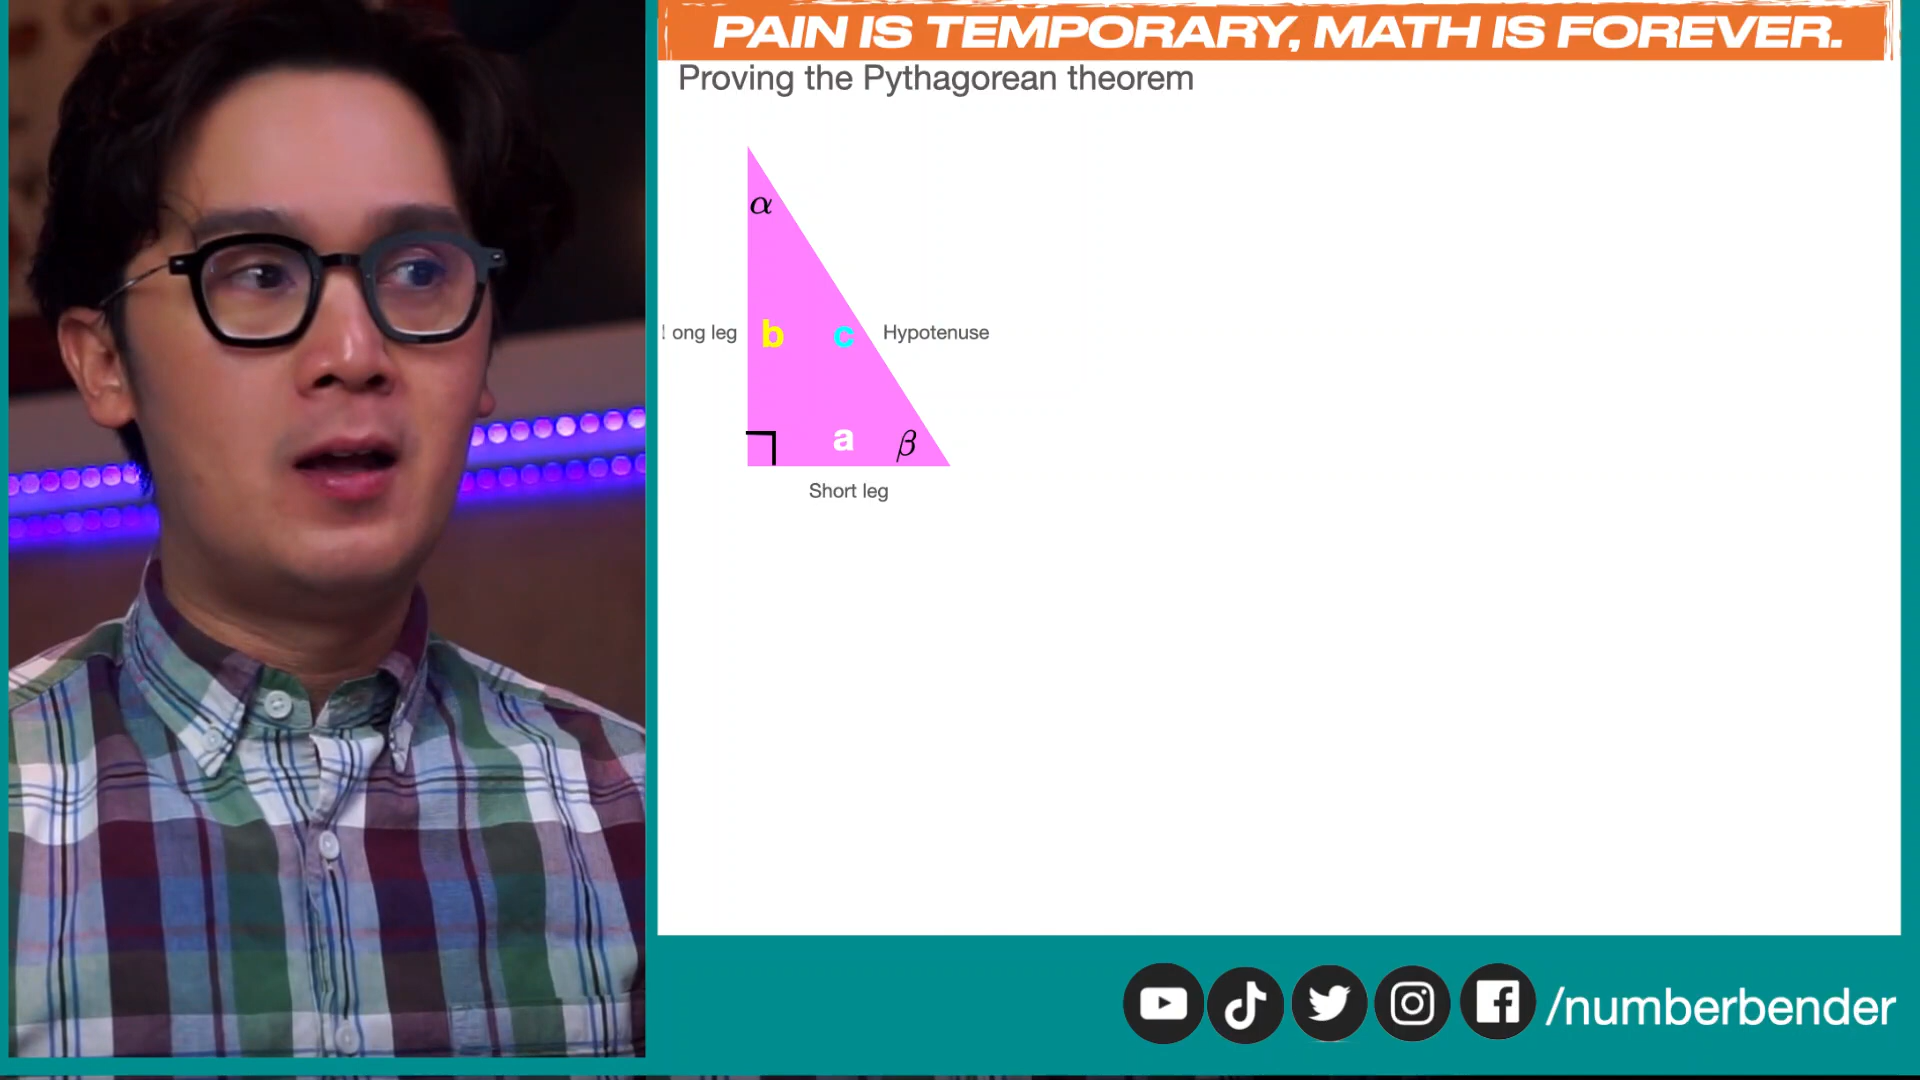 PAIN IS TEMPORARY, MATH IS FOREVER.
Proving the Pythagorean theorem
α
ong leg b c Hypotenuse
a β
Short leg
/numberbender